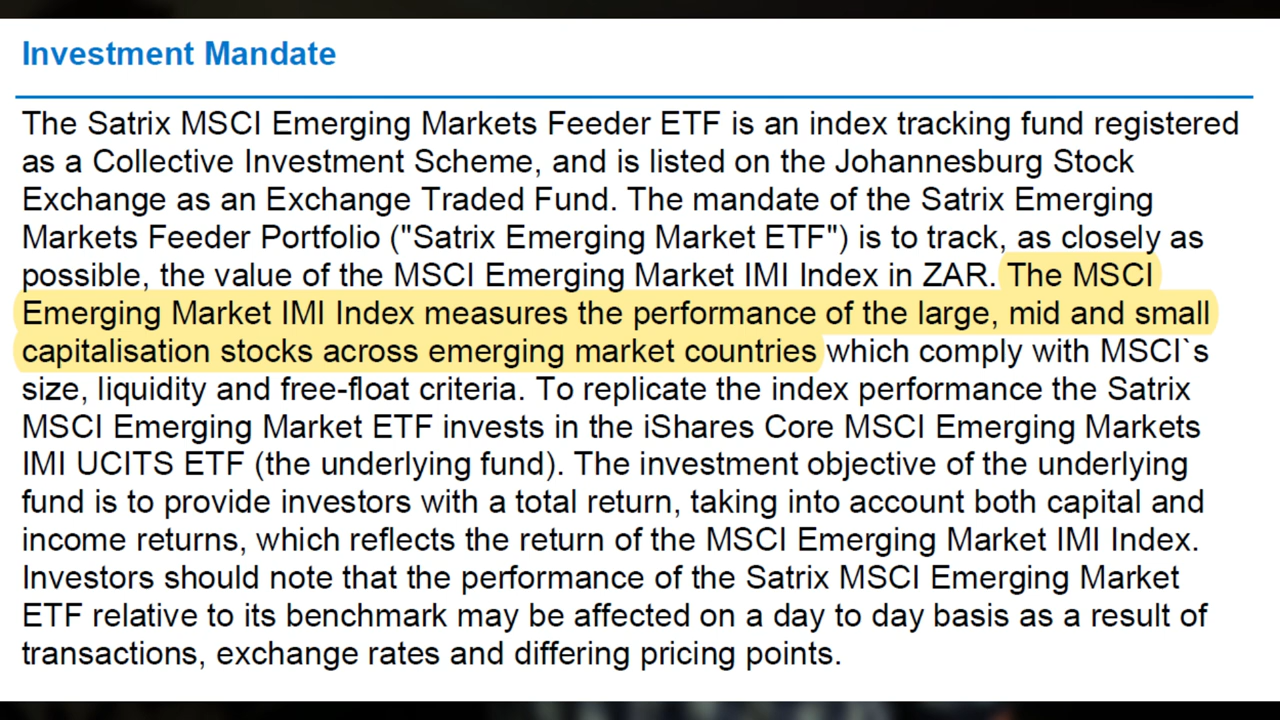 Investment Mandate
The Satrix MSCI Emerging Markets Feeder ETF is an index tracking fund registered
as a Collective Investment Scheme, and is listed on the Johannesburg Stock
Exchange as an Exchange Traded Fund. The mandate of the Satrix Emerging
Markets Feeder Portfolio ("Satrix Emerging Market ETF") is to track, as closely as
possible, the value of the MSCI Emerging Market IMI Index in ZAR. The MSCI
Emerging Market IMI Index measures the performance of the large, mid and small
capitalisation stocks across emerging market countries which comply with MSCI`s
size, liquidity and free-float criteria. To replicate the index performance the Satrix
MSCI Emerging Market ETF invests in the iShares Core MSCI Emerging Markets
IMI UCITS ETF (the underlying fund). The investment objective of the underlying
fund is to provide investors with a total return, taking into account both capital and
income returns, which reflects the return of the MSCI Emerging Market IMI Index.
Investors should note that the performance of the Satrix MSCI Emerging Market
ETF relative to its benchmark may be affected on a day to day basis as a result of
transactions, exchange rates and differing pricing points.